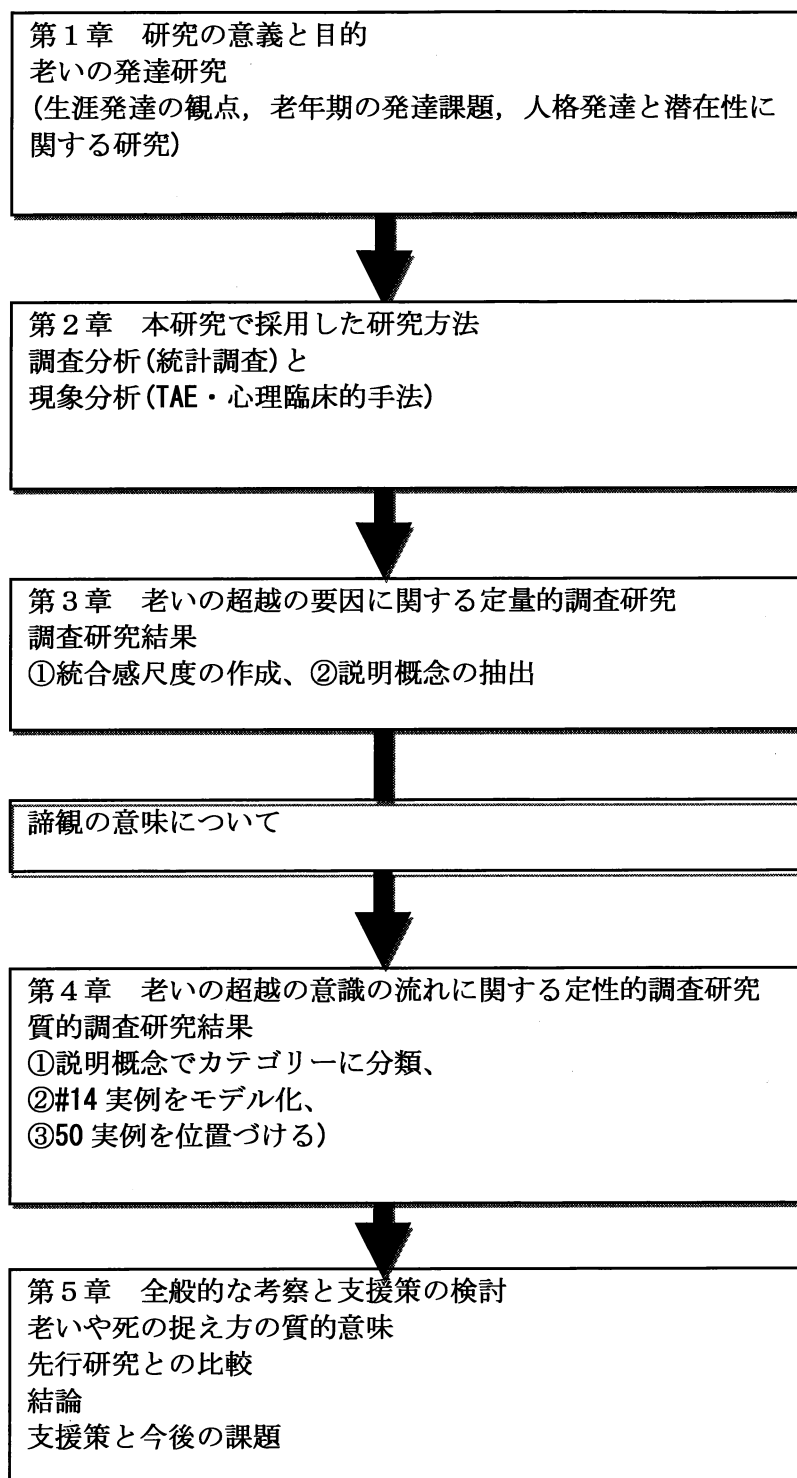 第１章　研究の意義と目的
老いの発達研究
(生涯発達の観点，老年期の発達課題，人格発達と潜在性に
関する研究)
第２章　本研究で採用した研究方法
調査分析(統計調査)と
現象分析(TAE・心理臨床的手法)
第３章　老いの超越の要因に関する定量的調査研究
調査研究結果
①統合感尺度の作成、②説明概念の抽出
諦観の意味について
第４章　老いの超越の意識の流れに関する定性的調査研究
質的調査研究結果
①説明概念でカテゴリーに分類、
②#14 実例をモデル化、
③50 実例を位置づける)
第５章　全般的な考察と支援策の検討
老いや死の捉え方の質的意味
先行研究との比較
結論
支援策と今後の課題